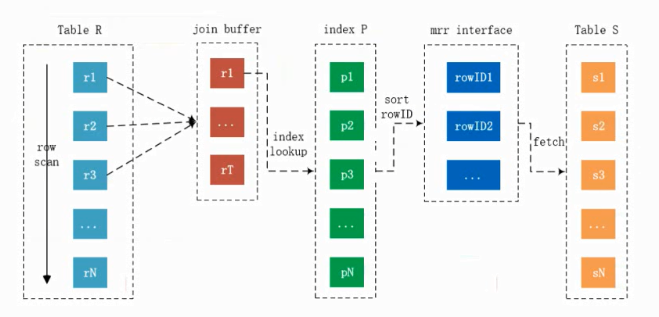 Table R
join buffer
index P
mrr interface
Table S
r1
r2
r3
...
rN
row
scan
r1
...
rT
index
lookup
p1
p2
p3
...
pN
sort
rowID
rowID1
rowID2
...
fetch
s1
s2
s3
...
sN